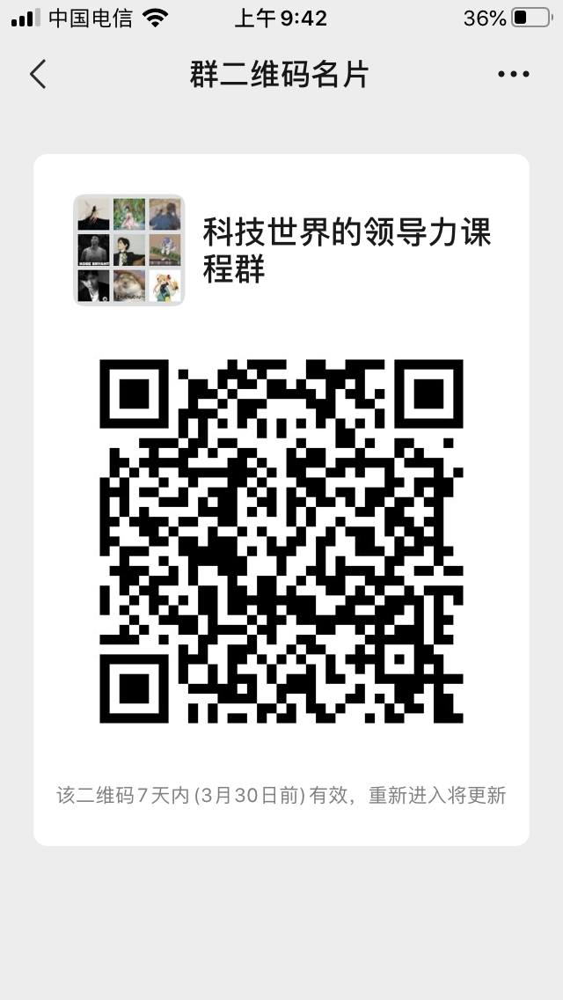 中国电信
上午9:42
36%
群二维码名片
科技世界的领导力课
程群
KOBE BRYANT
该二维码7天内(3月30日前)有效，重新进入将更新